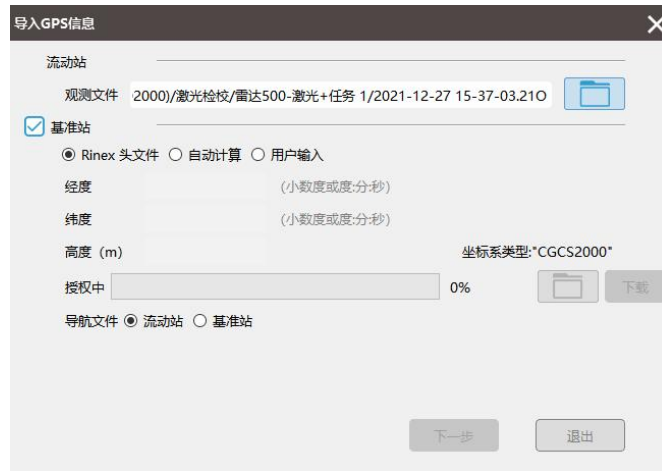 导入GPS信息
流动站
观测文件 2000)/激光检校/雷达500-激光+任务 1/2021-12-27 15-37-03.21O
基准站
Rinex 头文件 自动计算 用户输入
经度 (小数度或度:分:秒)
纬度 (小数度或度:分:秒)
高度 (m) 坐标系类型:"CGCS2000"
授权中 0% 下载
导航文件 流动站 基准站
下一步 退出